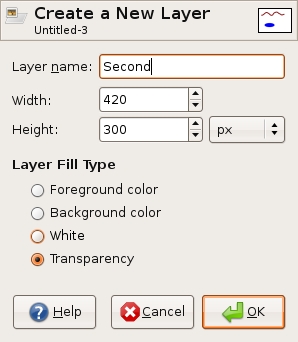 Create a New Layer
Untitled-3
Layer name: Second
Width: 420
Height: 300 px
Layer Fill Type
Foreground color
Background color
White
Transparency
Help Cancel OK